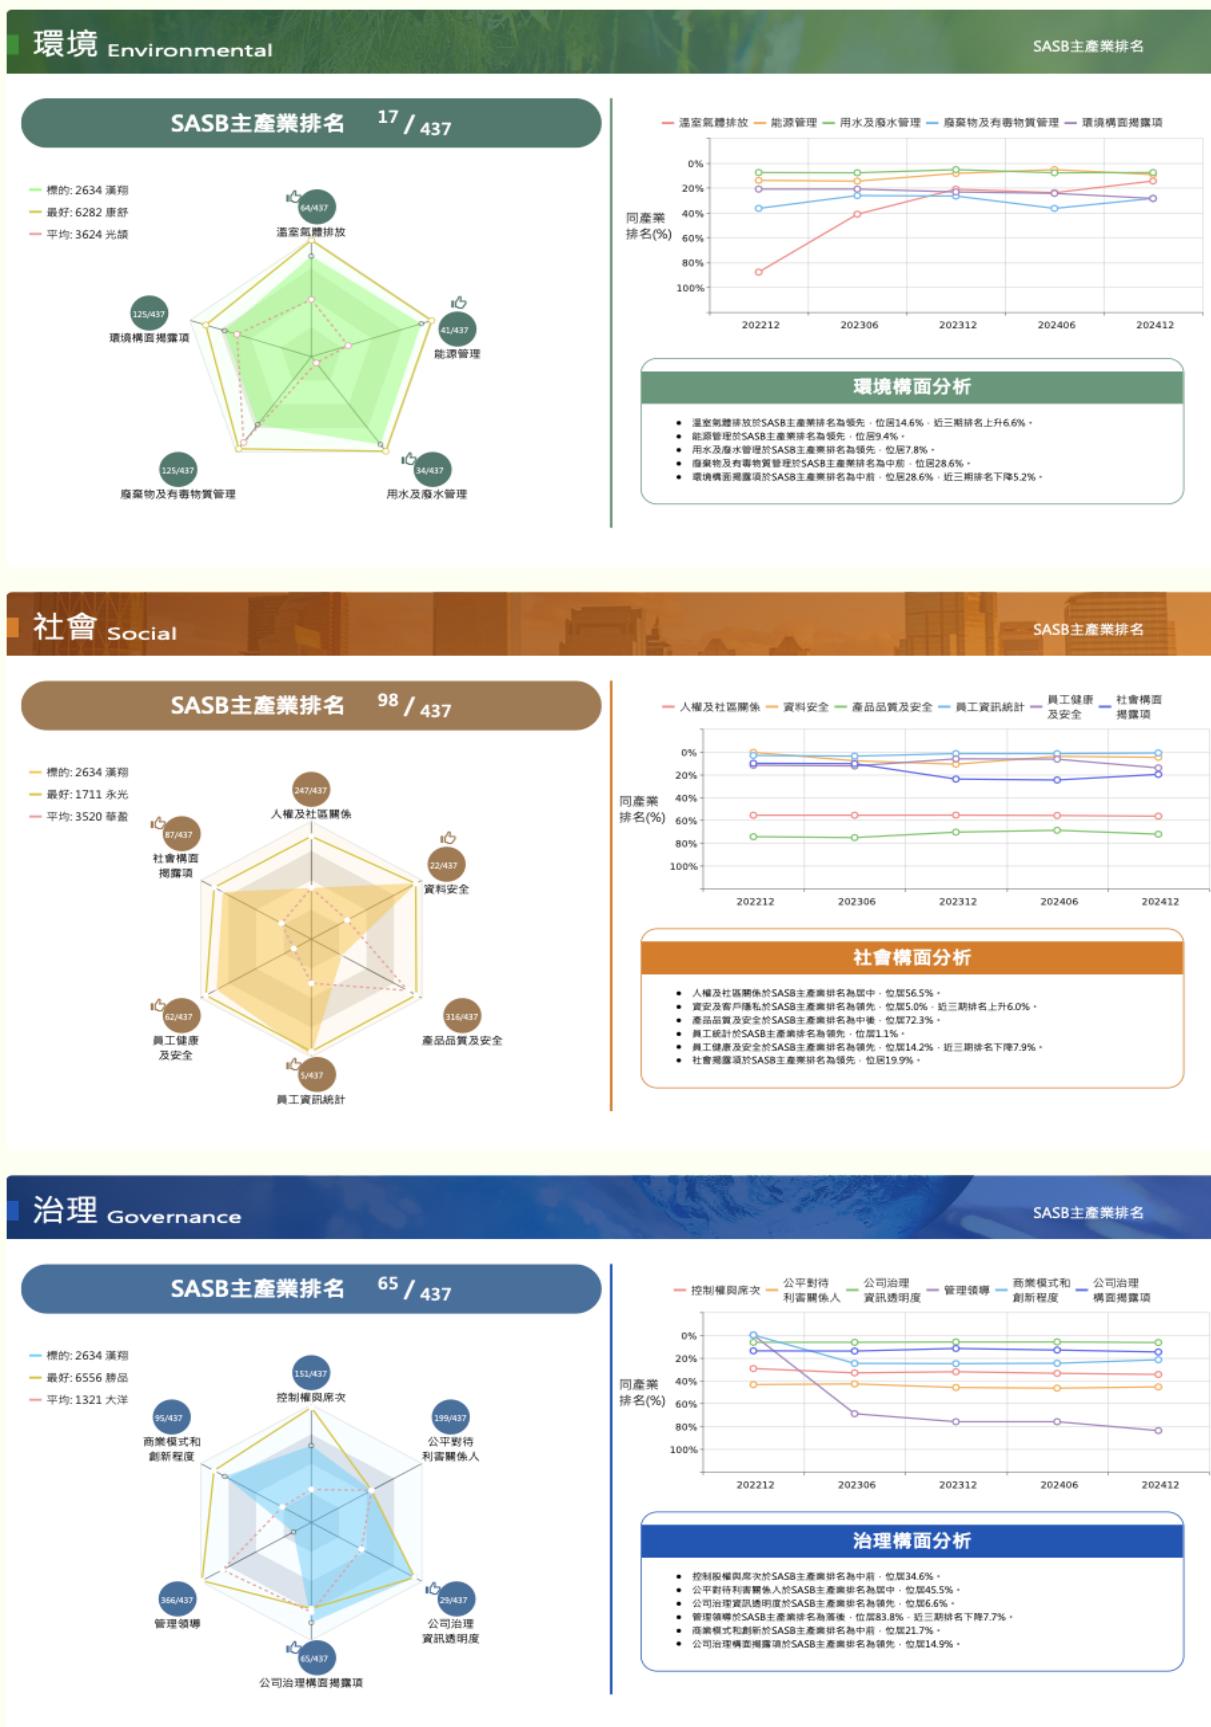 環境 Environmental
SASB主產業排名
SASB主產業排名 17 / 437
標的: 2634 漢翔
最好: 6282 康舒
平均: 3624 光頡
64/437
溫室氣體排放
41/437
能源管理
34/437
用水及廢水管理
125/437
廢棄物及有毒物質管理
125/437
環境構面揭露項
溫室氣體排放 能源管理 用水及廢水管理 廢棄物及有毒物質管理 環境構面揭露項
同產業
排名(%)
0%
20%
40%
60%
80%
100%
202212 202306 202312 202406 202412
環境構面分析
• 溫室氣體排放於SASB主產業排名為領先，位居14.6%，近三期排名上升6.6%。
• 能源管理於SASB主產業排名為領先，位居9.4%。
• 用水及廢水管理於SASB主產業排名為領先，位居7.8%。
• 廢棄物及有毒物質管理於SASB主產業排名為中前，位居28.6%。
• 環境構面揭露項於SASB主產業排名為中前，位居28.6%，近三期排名下降5.2%。
社會 Social
SASB主產業排名
SASB主產業排名 98 / 437
標的: 2634 漢翔
最好: 1711 永光
平均: 3520 華盈
247/437
人權及社區關係
22/437
資料安全
316/437
產品品質及安全
5/437
員工資訊統計
62/437
員工健康
及安全
87/437
社會構面
揭露項
人權及社區關係 資料安全 產品品質及安全 員工資訊統計 員工健康及安全 社會構面揭露項
同產業
排名(%)
0%
20%
40%
60%
80%
100%
202212 202306 202312 202406 202412
社會構面分析
• 人權及社區關係於SASB主產業排名為居中，位居56.5%。
• 資安及客戶隱私於SASB主產業排名為領先，位居5.0%，近三期排名上升6.0%。
• 產品品質及安全於SASB主產業排名為中後，位居72.3%。
• 員工統計於SASB主產業排名為領先，位居1.1%。
• 員工健康及安全於SASB主產業排名為領先，位居14.2%，近三期排名下降7.9%。
• 社會揭露項於SASB主產業排名為領先，位居19.9%。
治理 Governance
SASB主產業排名
SASB主產業排名 65 / 437
標的: 2634 漢翔
最好: 6556 勝品
平均: 1321 大洋
151/437
控制權與席次
199/437
公平對待
利害關係人
29/437
公司治理
資訊透明度
65/437
公司治理構面揭露項
366/437
管理領導
95/437
商業模式和
創新程度
控制權與席次 公平對待利害關係人 公司治理資訊透明度 管理領導 商業模式和創新程度 公司治理構面揭露項
同產業
排名(%)
0%
20%
40%
60%
80%
100%
202212 202306 202312 202406 202412
治理構面分析
• 控制股權與席次於SASB主產業排名為中前，位居34.6%。
• 公平對待利害關係人於SASB主產業排名為居中，位居45.5%。
• 公司治理資訊透明度於SASB主產業排名為領先，位居6.6%。
• 管理領導於SASB主產業排名為落後，位居83.8%，近三期排名下降7.7%。
• 商業模式和創新於SASB主產業排名為中前，位居21.7%。
• 公司治理構面揭露項於SASB主產業排名為領先，位居14.9%。